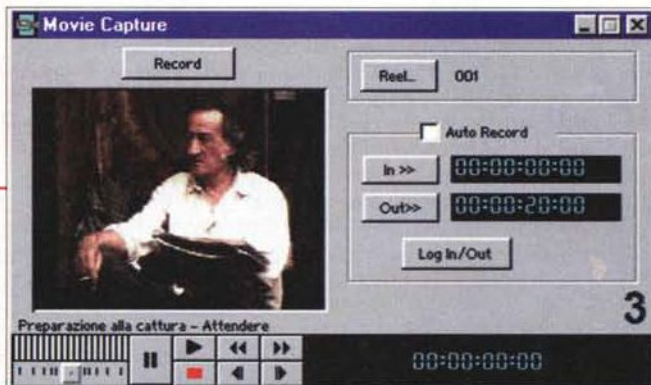 Movie Capture
Record
Reel... 001
Auto Record
In >> 00:00:00:00
Out>> 00:00:20:00
Log In/Out
3
Preparazione alla cattura - Attendere
00:00:00:00